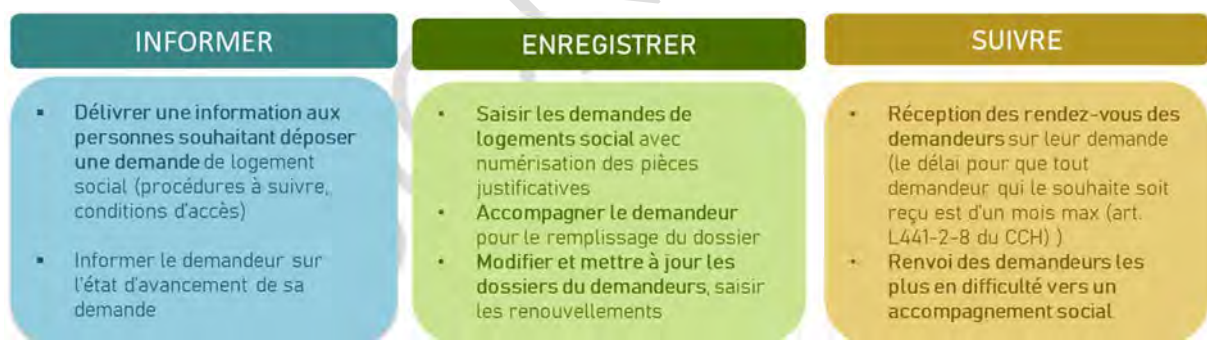 INFORMER
▪ Délivrer une information aux
personnes souhaitant déposer
une demande de logement
social (procédures à suivre,
conditions d'accès)
▪ Informer le demandeur sur
l'état d'avancement de sa
demande
ENREGISTRER
• Saisir les demandes de
logements social avec
numérisation des pièces
justificatives
• Accompagner le demandeur
pour le remplissage du dossier
• Modifier et mettre à jour les
dossiers du demandeurs, saisir
les renouvellements
SUIVRE
• Réception des rendez-vous des
demandeurs sur leur demande
(le délai pour que tout
demandeur qui le souhaite soit
reçu est d'un mois max (art.
L441-2-8 du CCH) )
• Renvoi des demandeurs les
plus en difficulté vers un
accompagnement social